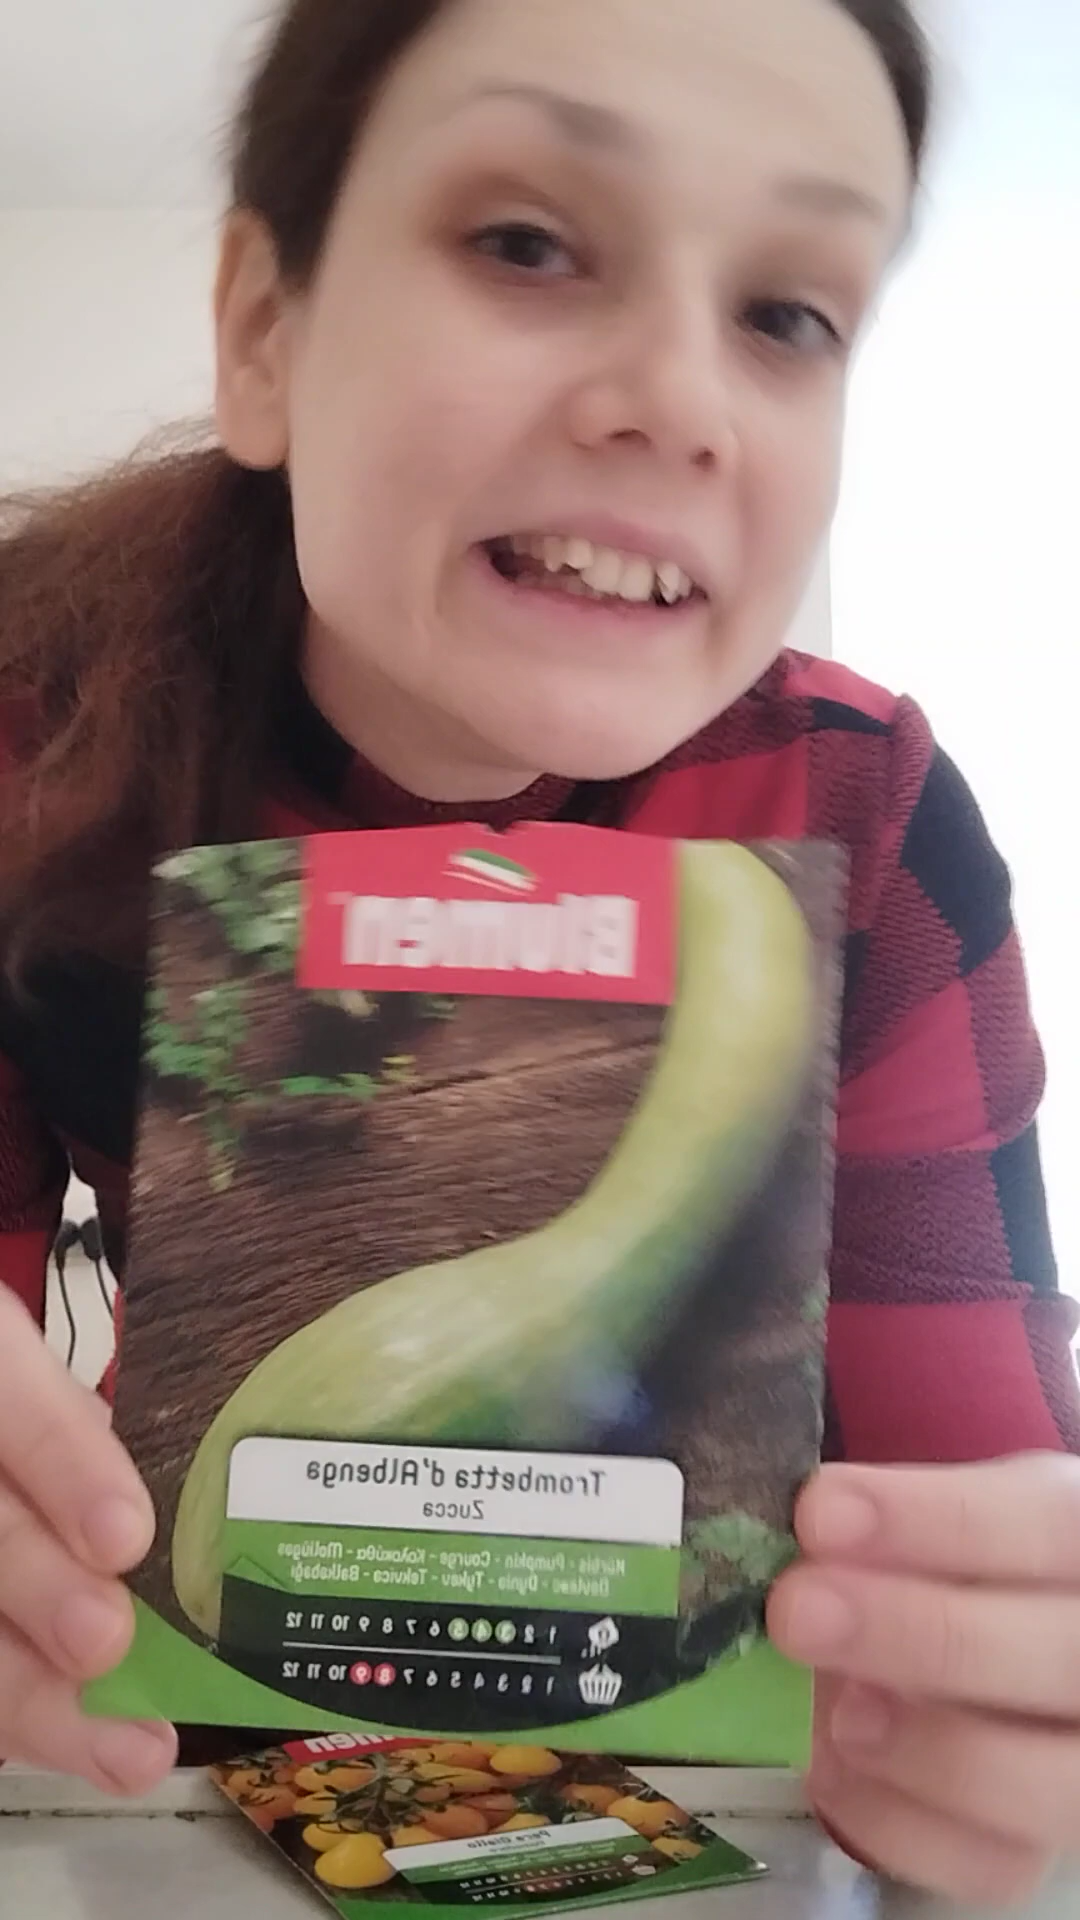 Blumen
Trombetta d'Albenga
Zucca
Kürbis - Pumpkin - Courge - Κολοκύθα - Moliūgas
Dovleac - Dynia - Tykev - Tekvica - Balkabağı
1 2 3 4 5 6 7 8 9 10 11 12
1 2 3 4 5 6 7 8 9 10 11 12
Pera Giallo